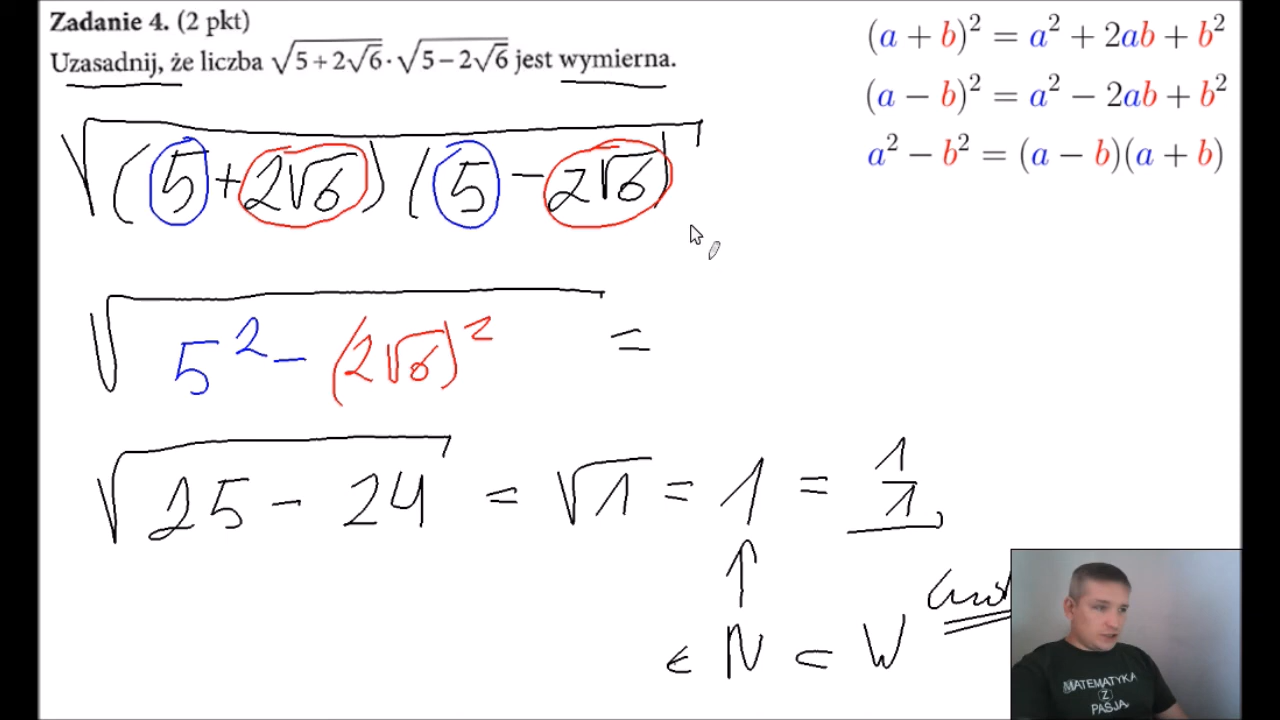 Zadanie 4. (2 pkt)
Uzasadnij, że liczba √(5+2√6)·√(5−2√6) jest wymierna.
(a + b)² = a² + 2ab + b²
(a − b)² = a² − 2ab + b²
a² − b² = (a − b)(a + b)
√((5+2√6)(5−2√6))
√(5² − (2√6)²) =
√(25 − 24) = √1 = 1 = 1/1
↑
∈ N ⊂ W
MATEMATYKA
Z
PASJĄ